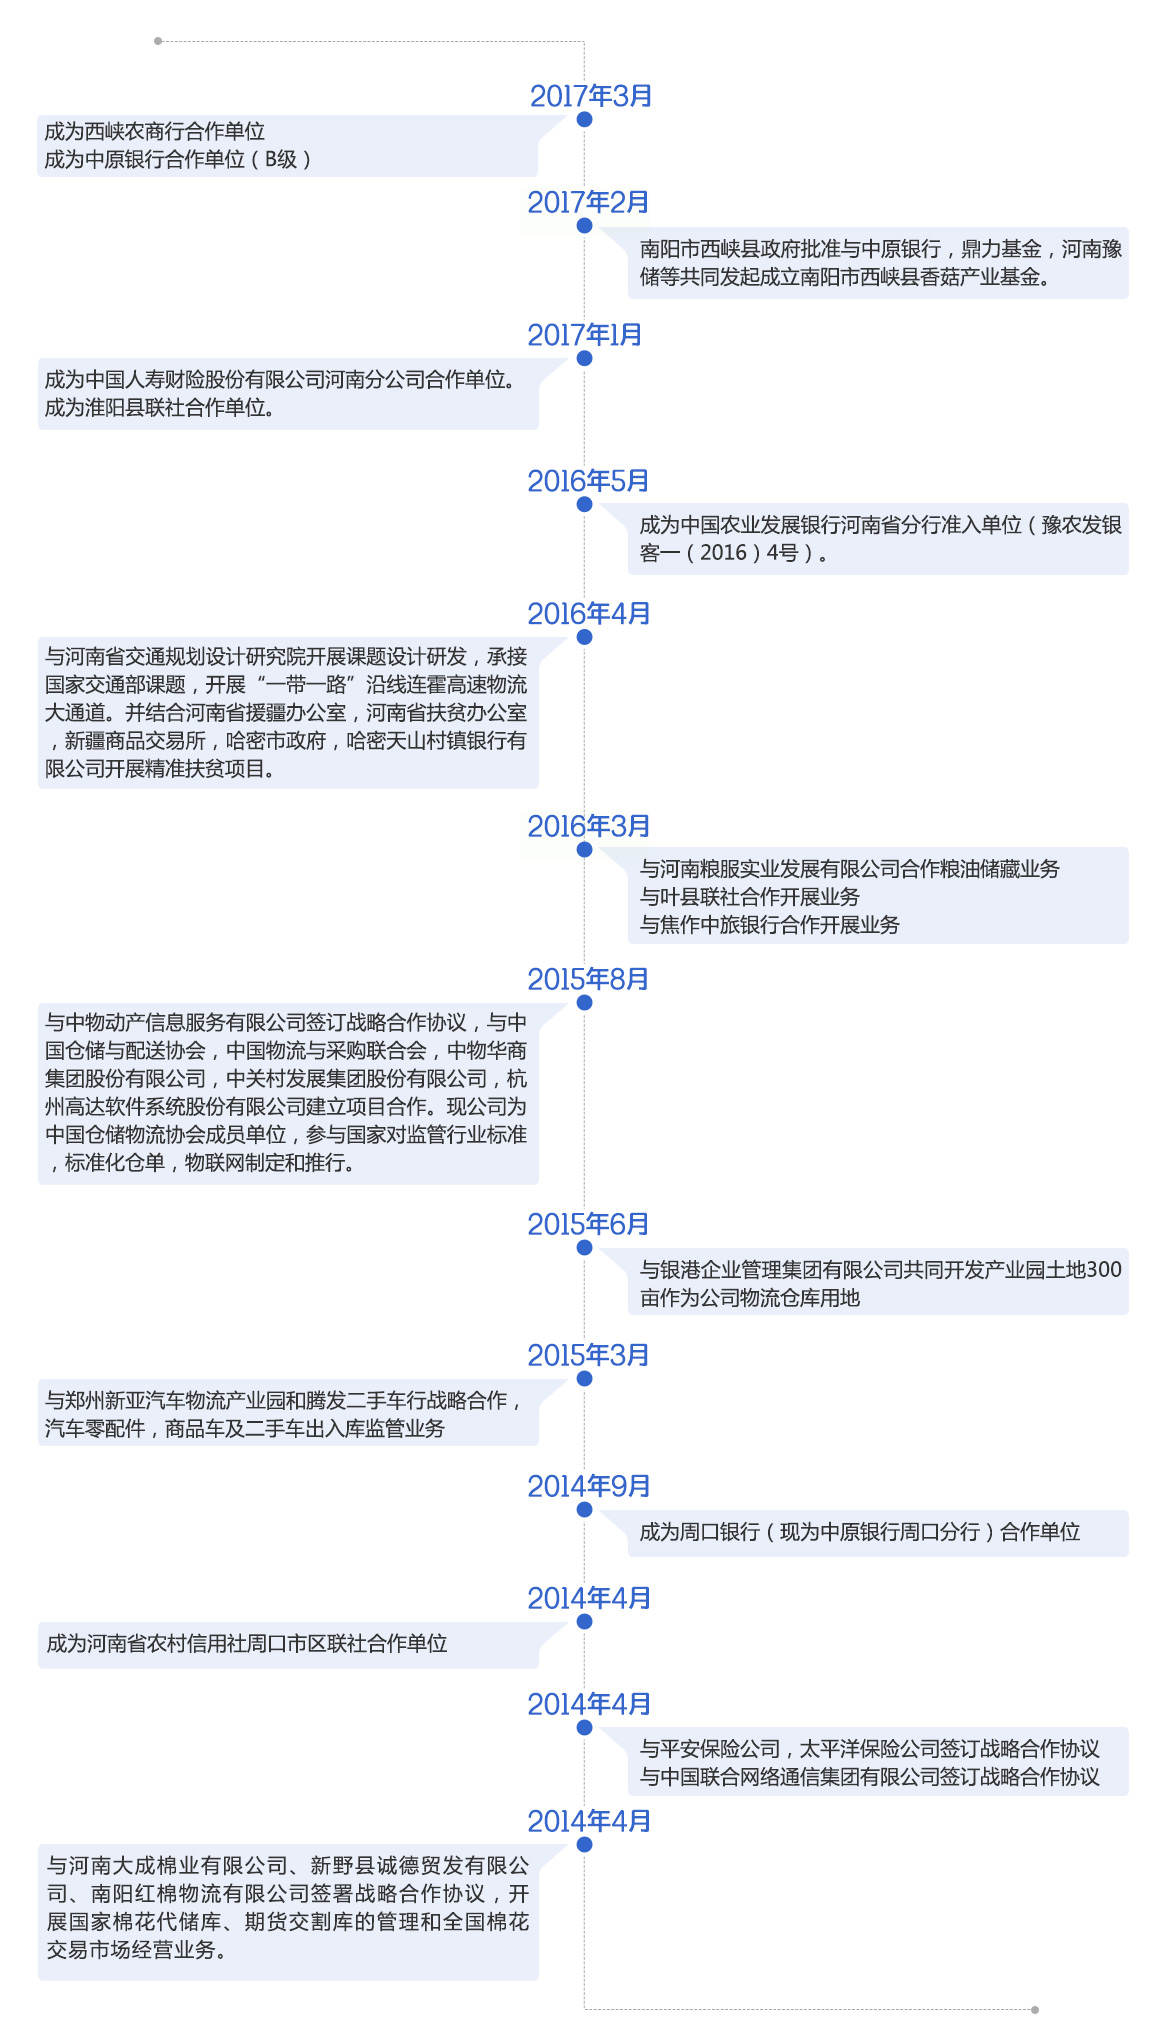 2017年3月
成为西峡农商行合作单位
成为中原银行合作单位（B级）
2017年2月
南阳市西峡县政府批准与中原银行，鼎力基金，河南豫
储等共同发起成立南阳市西峡县香菇产业基金。
2017年1月
成为中国人寿财险股份有限公司河南分公司合作单位。
成为淮阳县联社合作单位。
2016年5月
成为中国农业发展银行河南省分行准入单位（豫农发银
客一（2016）4号）。
2016年4月
与河南省交通规划设计研究院开展课题设计研发，承接
国家交通部课题，开展“一带一路”沿线连霍高速物流
大通道。并结合河南省援疆办公室，河南省扶贫办公室
，新疆商品交易所，哈密市政府，哈密天山村镇银行有
限公司开展精准扶贫项目。
2016年3月
与河南粮服实业发展有限公司合作粮油储藏业务
与叶县联社合作开展业务
与焦作中旅银行合作开展业务
2015年8月
与中物动产信息服务有限公司签订战略合作协议，与中
国仓储与配送协会，中国物流与采购联合会，中物华商
集团股份有限公司，中关村发展集团股份有限公司，杭
州高达软件系统股份有限公司建立项目合作。现公司为
中国仓储物流协会成员单位，参与国家对监管行业标准
，标准化仓单，物联网制定和推行。
2015年6月
与银港企业管理集团有限公司共同开发产业园土地300
亩作为公司物流仓库用地
2015年3月
与郑州新亚汽车物流产业园和腾发二手车行战略合作，
汽车零配件，商品车及二手车出入库监管业务
2014年9月
成为周口银行（现为中原银行周口分行）合作单位
2014年4月
成为河南省农村信用社周口市区联社合作单位
2014年4月
与平安保险公司，太平洋保险公司签订战略合作协议
与中国联合网络通信集团有限公司签订战略合作协议
2014年4月
与河南大成棉业有限公司、新野县诚德贸发有限公
司、南阳红棉物流有限公司签署战略合作协议，开
展国家棉花代储库、期货交割库的管理和全国棉花
交易市场经营业务。